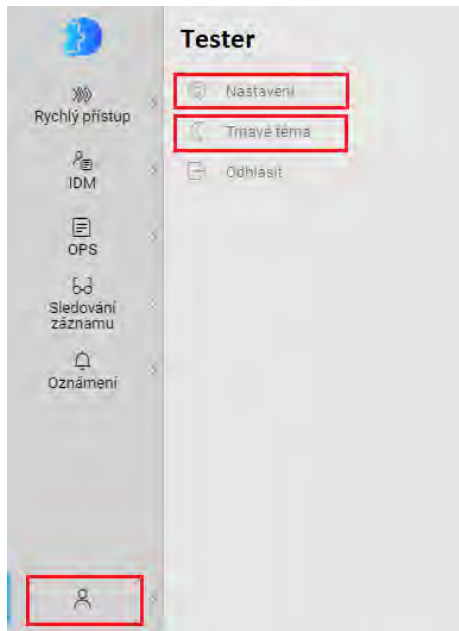 Tester
Rychlý přístup
IDM
OPS
Sledování
záznamu
Oznámení
Nastavení
Tmavé téma
Odhlásit